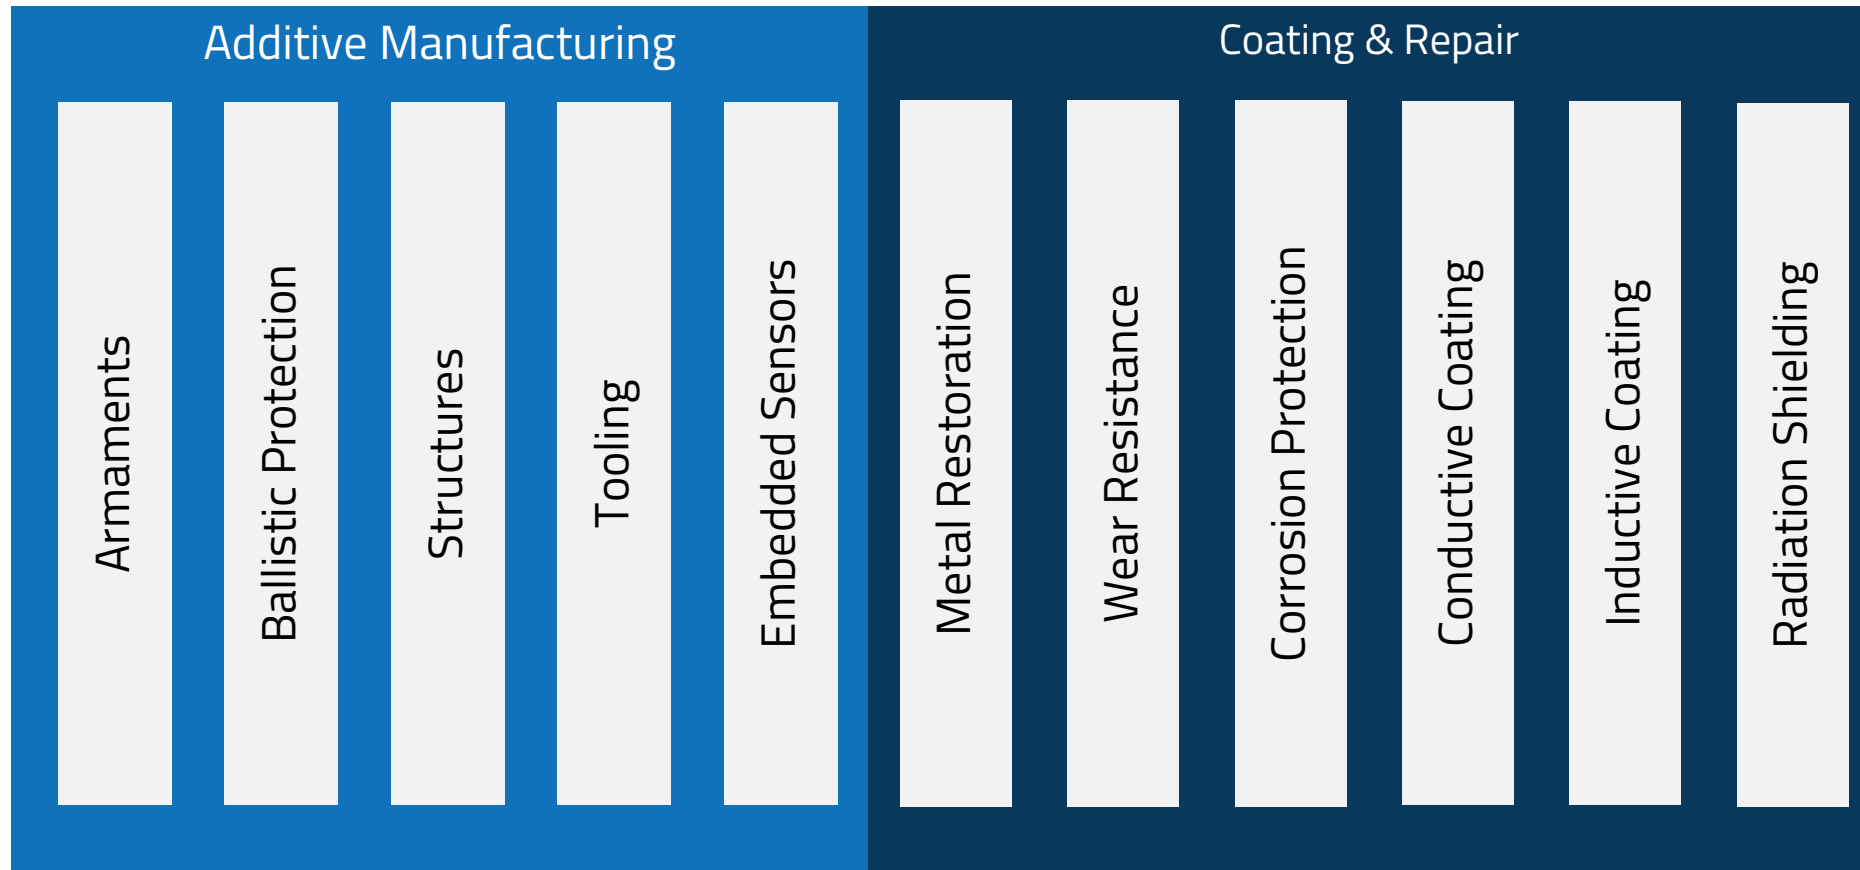 Additive Manufacturing
Armaments
Ballistic Protection
Structures
Tooling
Embedded Sensors
Coating & Repair
Metal Restoration
Wear Resistance
Corrosion Protection
Conductive Coating
Inductive Coating
Radiation Shielding